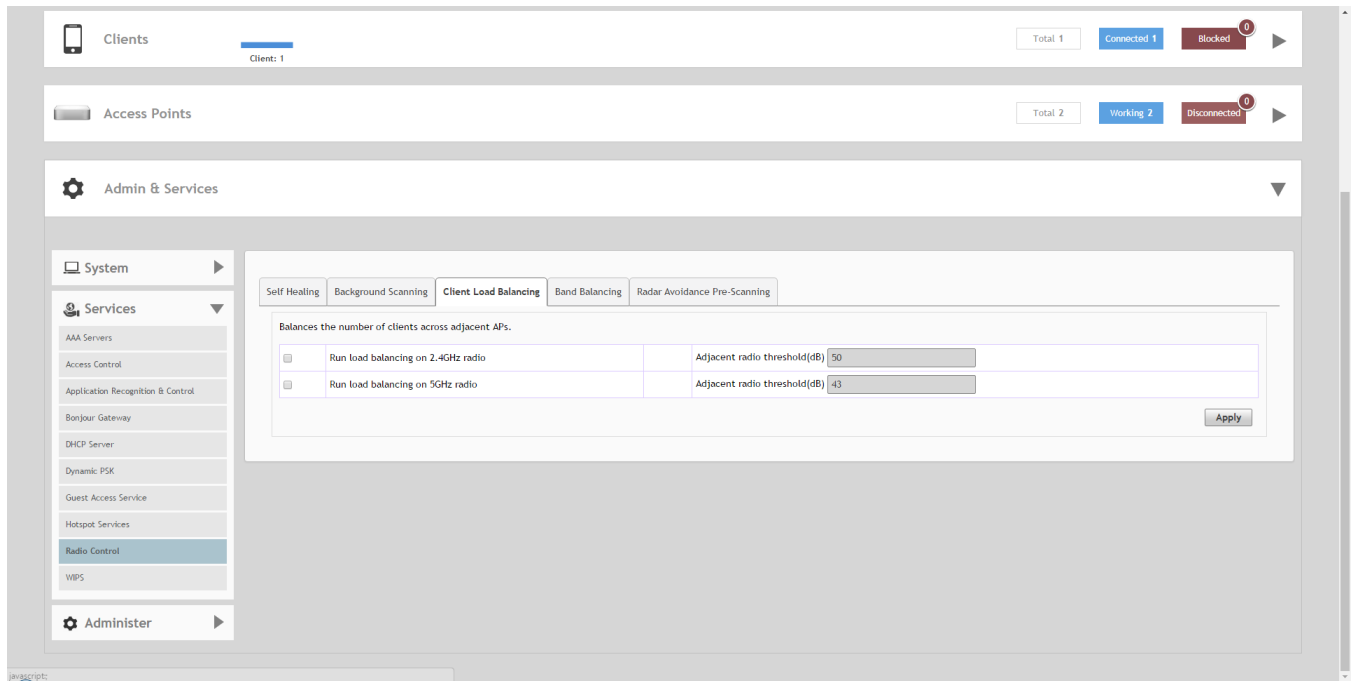 Clients
Client: 1
Total 1
Connected 1
Blocked
0
Access Points
Total 2
Working 2
Disconnected
0
Admin & Services
System
Services
AAA Servers
Access Control
Application Recognition & Control
Bonjour Gateway
DHCP Server
Dynamic PSK
Guest Access Service
Hotspot Services
Radio Control
WIPS
Administer
Self Healing
Background Scanning
Client Load Balancing
Band Balancing
Radar Avoidance Pre-Scanning
Balances the number of clients across adjacent APs.
Run load balancing on 2.4GHz radio Adjacent radio threshold(dB) 50
Run load balancing on 5GHz radio Adjacent radio threshold(dB) 43
Apply
javascript: